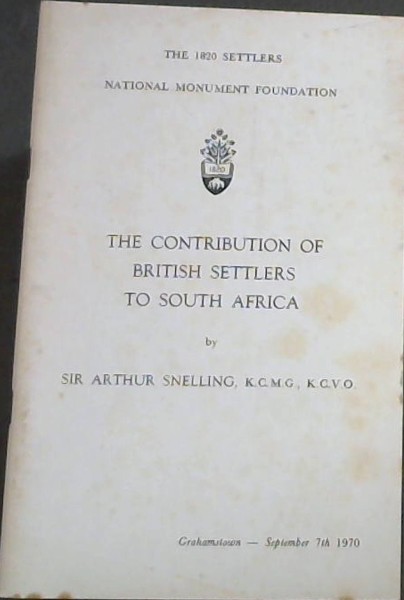 THE 1820 SETTLERS
NATIONAL MONUMENT FOUNDATION
1820
THE CONTRIBUTION OF
BRITISH SETTLERS
TO SOUTH AFRICA
by
SIR ARTHUR SNELLING, K.C.M.G., K.C.V.O.
Grahamstown — September 7th 1970